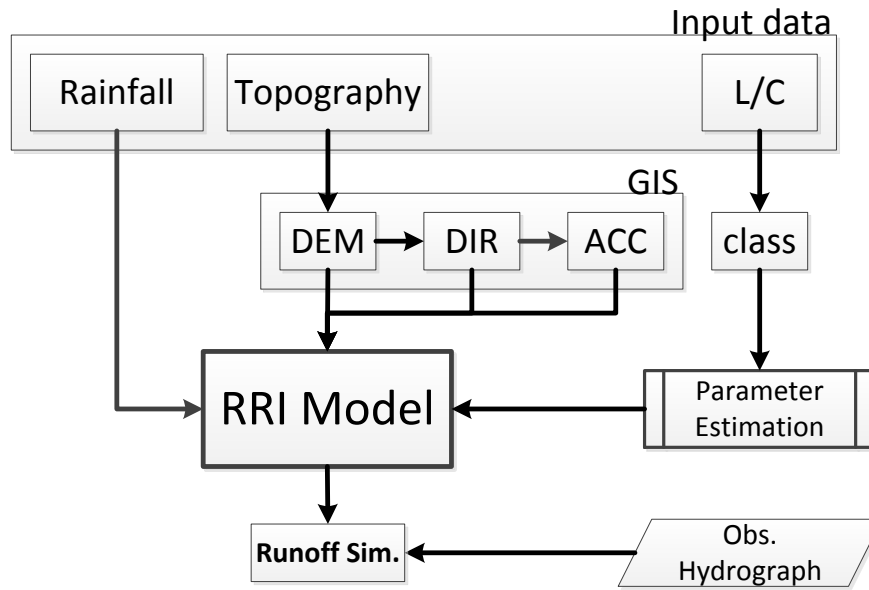 Input data
Rainfall
Topography
L/C
GIS
DEM
DIR
ACC
class
RRI Model
Parameter
Estimation
Runoff Sim.
Obs.
Hydrograph